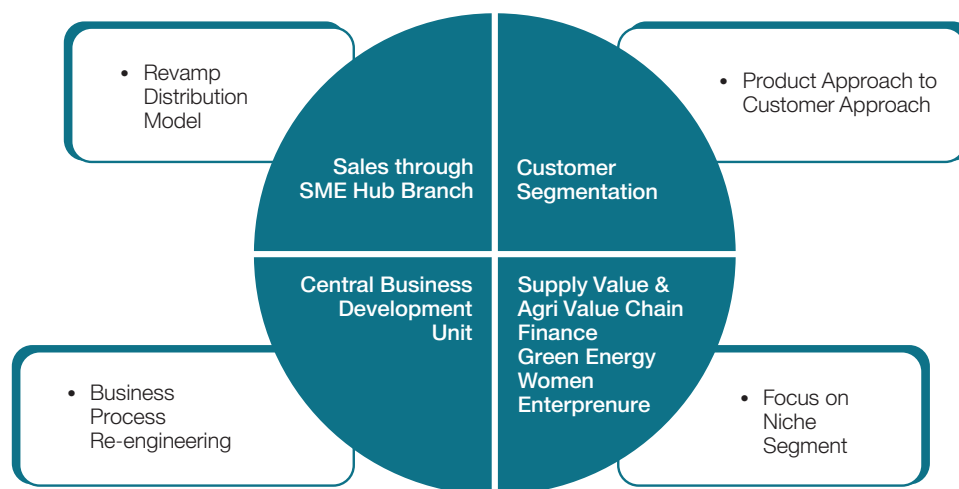 • Revamp
Distribution
Model
• Product Approach to
Customer Approach
Sales through
SME Hub Branch
Customer
Segmentation
Central Business
Development
Unit
Supply Value &
Agri Value Chain
Finance
Green Energy
Women
Enterprenure
• Business
Process
Re-engineering
• Focus on
Niche
Segment